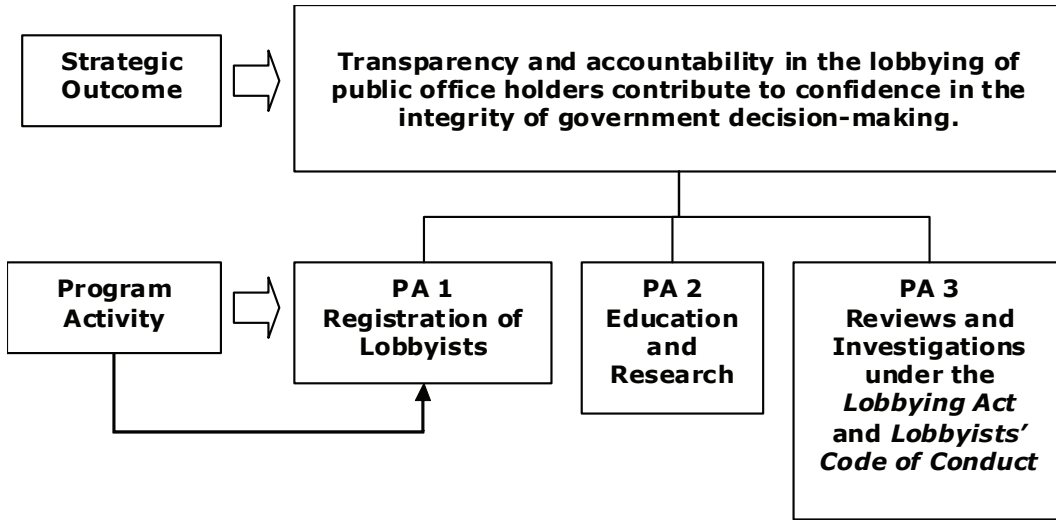 Strategic
Outcome
Transparency and accountability in the lobbying of
public office holders contribute to confidence in the
integrity of government decision-making.
Program
Activity
PA 1
Registration of
Lobbyists
PA 2
Education
and
Research
PA 3
Reviews and
Investigations
under the
Lobbying Act
and Lobbyists’
Code of Conduct